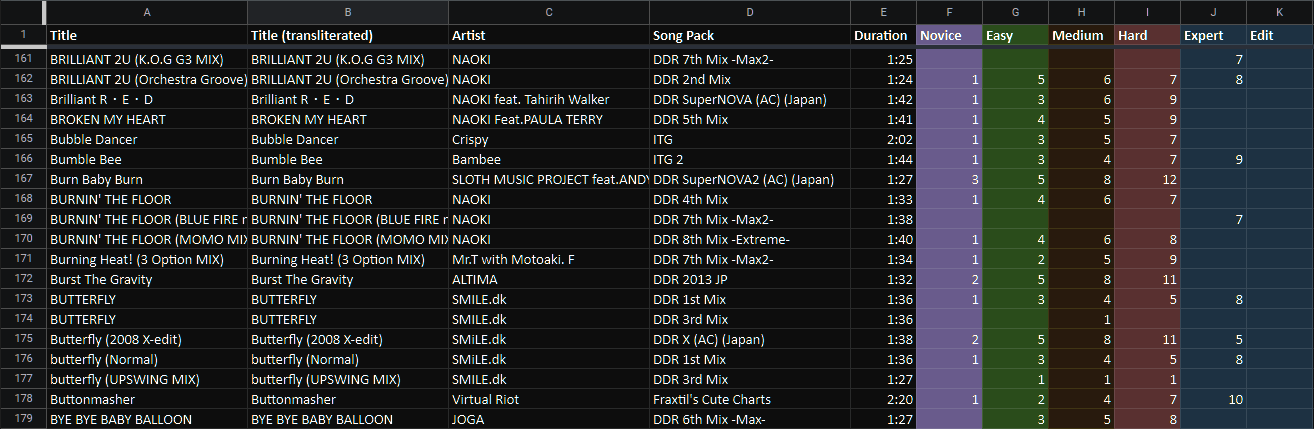 A B C D E F G H I J K
1 Title Title (transliterated) Artist Song Pack Duration Novice Easy Medium Hard Expert Edit
161 BRILLIANT 2U (K.O.G G3 MIX) BRILLIANT 2U (K.O.G G3 MIX) NAOKI DDR 7th Mix -Max2- 1:25 7
162 BRILLIANT 2U (Orchestra Groove) BRILLIANT 2U (Orchestra Groove) NAOKI DDR 2nd Mix 1:24 1 5 6 7 8
163 Brilliant R・E・D Brilliant R・E・D NAOKI feat. Tahirih Walker DDR SuperNOVA (AC) (Japan) 1:42 1 3 6 9
164 BROKEN MY HEART BROKEN MY HEART NAOKI Feat.PAULA TERRY DDR 5th Mix 1:41 1 4 5 9
165 Bubble Dancer Bubble Dancer Crispy ITG 2:02 1 3 5 7
166 Bumble Bee Bumble Bee Bambee ITG 2 1:44 1 3 4 7 9
167 Burn Baby Burn Burn Baby Burn SLOTH MUSIC PROJECT feat.ANDY DDR SuperNOVA2 (AC) (Japan) 1:27 3 5 8 12
168 BURNIN' THE FLOOR BURNIN' THE FLOOR NAOKI DDR 4th Mix 1:33 1 4 6 7
169 BURNIN' THE FLOOR (BLUE FIRE BURNIN' THE FLOOR (BLUE FIRE NAOKI DDR 7th Mix -Max2- 1:38 7
170 BURNIN' THE FLOOR (MOMO MIX BURNIN' THE FLOOR (MOMO MIX NAOKI DDR 8th Mix -Extreme- 1:40 1 4 6 8
171 Burning Heat! (3 Option MIX) Burning Heat! (3 Option MIX) Mr.T with Motoaki. F DDR 7th Mix -Max2- 1:34 1 2 5 9
172 Burst The Gravity Burst The Gravity ALTIMA DDR 2013 JP 1:32 2 5 8 11
173 BUTTERFLY BUTTERFLY SMILE.dk DDR 1st Mix 1:36 1 3 4 5 8
174 BUTTERFLY BUTTERFLY SMILE.dk DDR 3rd Mix 1:36 1
175 Butterfly (2008 X-edit) Butterfly (2008 X-edit) SMiLE.dk DDR X (AC) (Japan) 1:38 2 5 8 11 5
176 butterfly (Normal) butterfly (Normal) SMiLE.dk DDR 1st Mix 1:36 1 3 4 5 8
177 butterfly (UPSWING MIX) butterfly (UPSWING MIX) SMILE.dk DDR 3rd Mix 1:27 1 1 1
178 Buttonmasher Buttonmasher Virtual Riot Fraxtil's Cute Charts 2:20 1 2 4 7 10
179 BYE BYE BABY BALLOON BYE BYE BABY BALLOON JOGA DDR 6th Mix -Max- 1:27 3 5 8